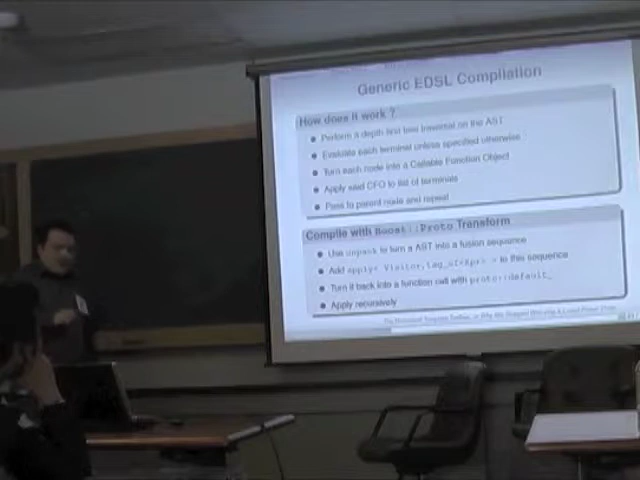 Generic EDSL Compilation
How does it work ?
Perform a depth first tree traversal on the AST
Evaluate each terminal unless specified otherwise
Turn each node into a Callable Function Object
Apply said CFO to list of terminals
Pass to parent node and repeat
Compile with Boost::Proto Transform
Use unpack to turn a AST into a fusion sequence
Add apply< Visitor,tag_of<Xpr> > to this sequence
Turn it back into a function call with proto::default_
Apply recursively